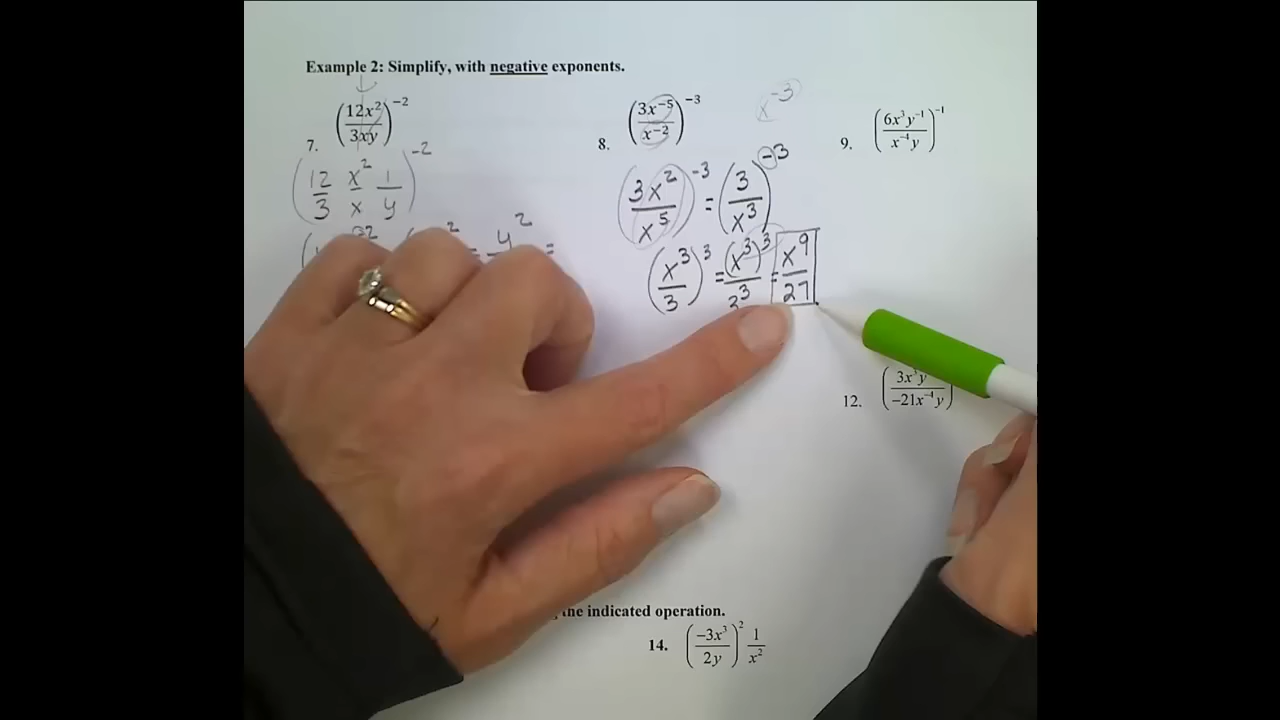 Example 2: Simplify, with negative exponents.
7. (12x²/3xy)⁻²
(12/3 x²/x 1/y)⁻²
y² =
8. (3x⁻⁵/x⁻²)⁻³
x⁻³
(3x²/x⁵)⁻³ = (3/x³)⁻³
(x³/3)³ = (x³)³/3³ = x⁹/27
9. (6x³y⁻¹/x⁻⁴y)⁻¹
12. (3x³y/−21x⁻⁴y)
the indicated operation.
14. (−3x³/2y)² 1/x²